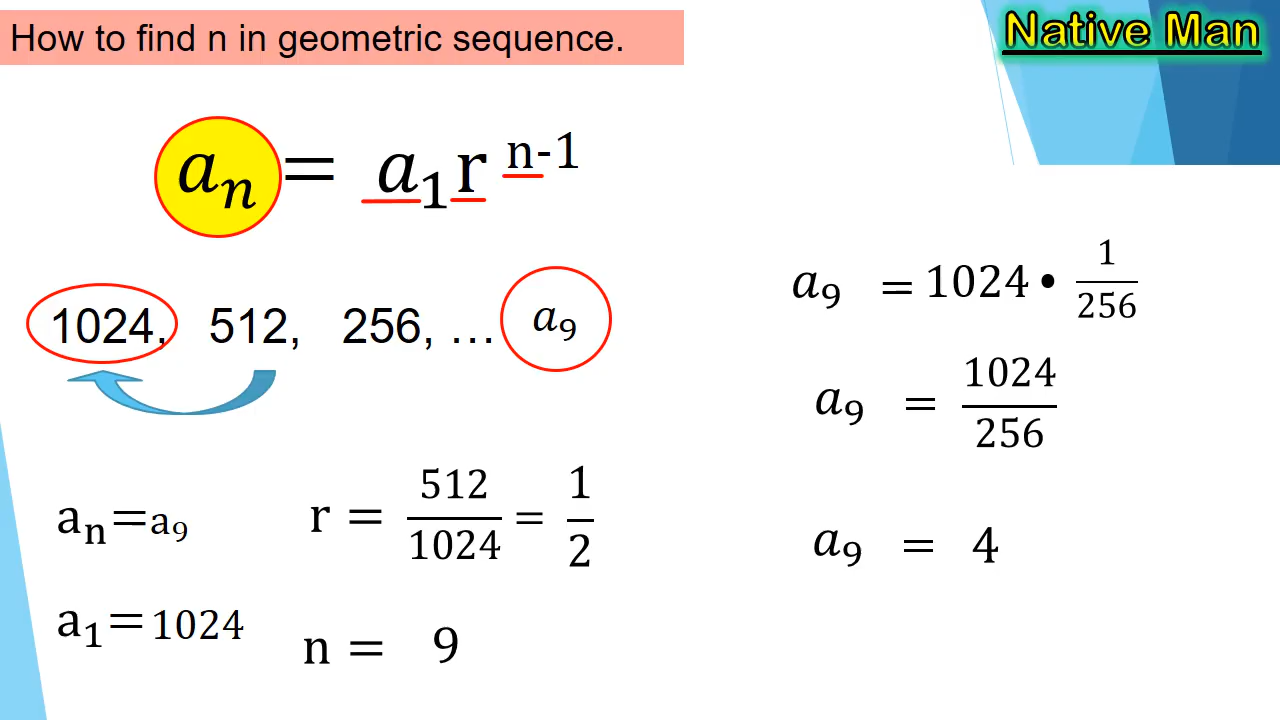 How to find n in geometric sequence.
Native Man
aₙ = a₁ r ⁿ⁻¹
1024, 512, 256, … a₉
aₙ=a₉
r = 512/1024 = 1/2
a₁=1024
n = 9
a₉ = 1024 • 1/256
a₉ = 1024/256
a₉ = 4